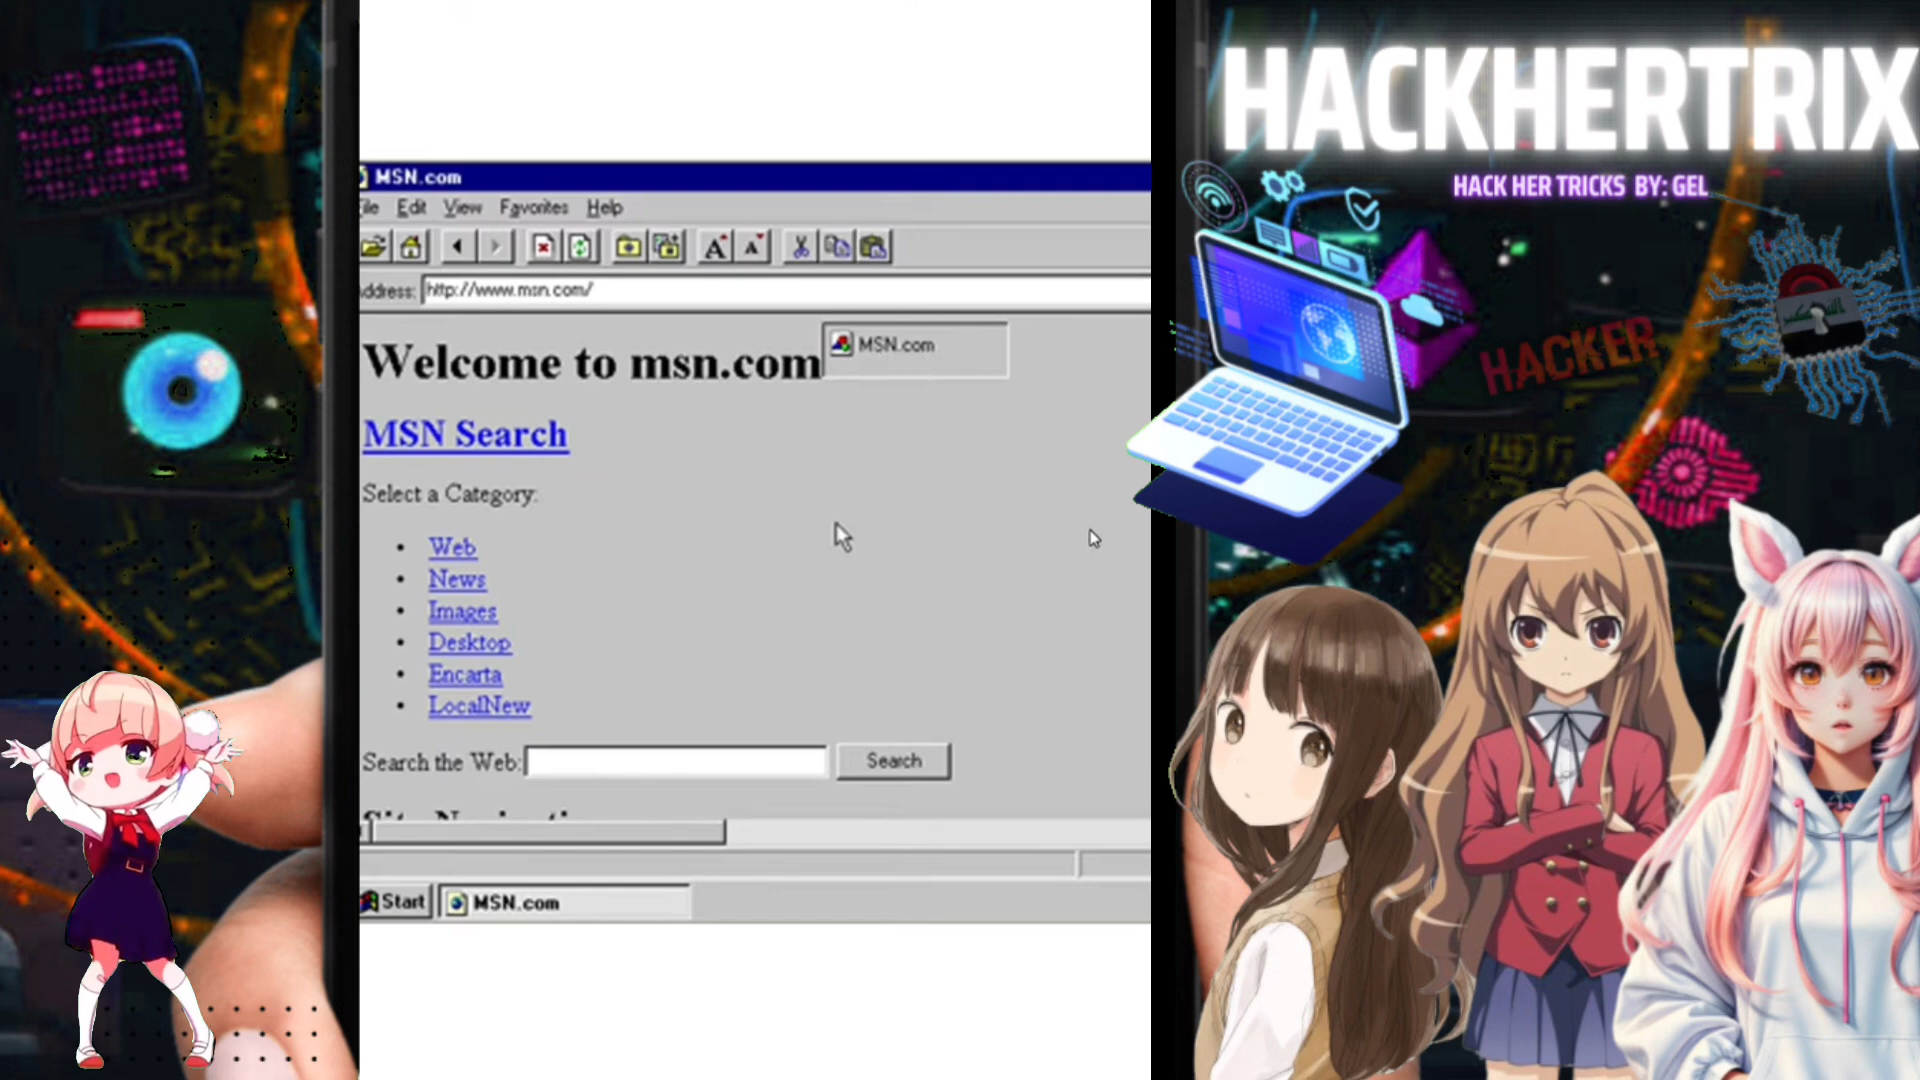 HACKHERTRIX
HACK HER TRICKS BY: GEL
MSN.com
File Edit View Favorites Help
Address: http://www.msn.com/
Welcome to msn.com
MSN.com
MSN Search
Select a Category:
• Web
• News
• Images
• Desktop
• Encarta
• LocalNew
Search the Web: Search
Start MSN.com
HACKER